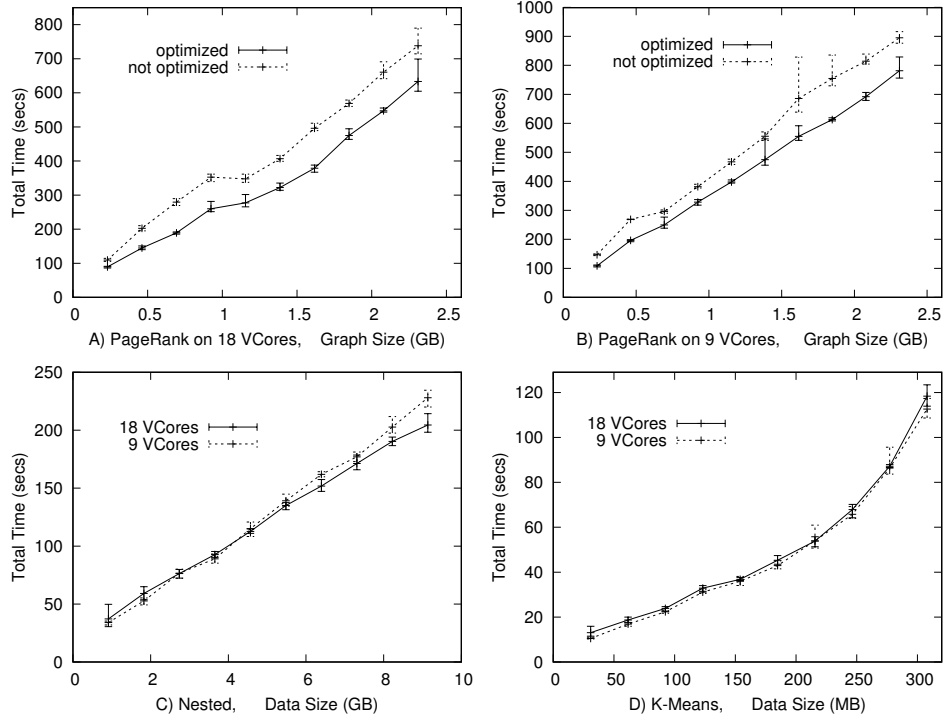 800
700
600
500
400
300
200
100
0
Total Time (secs)
optimized
not optimized
0 0.5 1 1.5 2 2.5
A) PageRank on 18 VCores, Graph Size (GB)
1000
900
800
700
600
500
400
300
200
100
0
Total Time (secs)
optimized
not optimized
0 0.5 1 1.5 2 2.5
B) PageRank on 9 VCores, Graph Size (GB)
250
200
150
100
50
0
Total Time (secs)
18 VCores
9 VCores
0 2 4 6 8 10
C) Nested, Data Size (GB)
120
100
80
60
40
20
0
Total Time (secs)
18 VCores
9 VCores
0 50 100 150 200 250 300
D) K-Means, Data Size (MB)